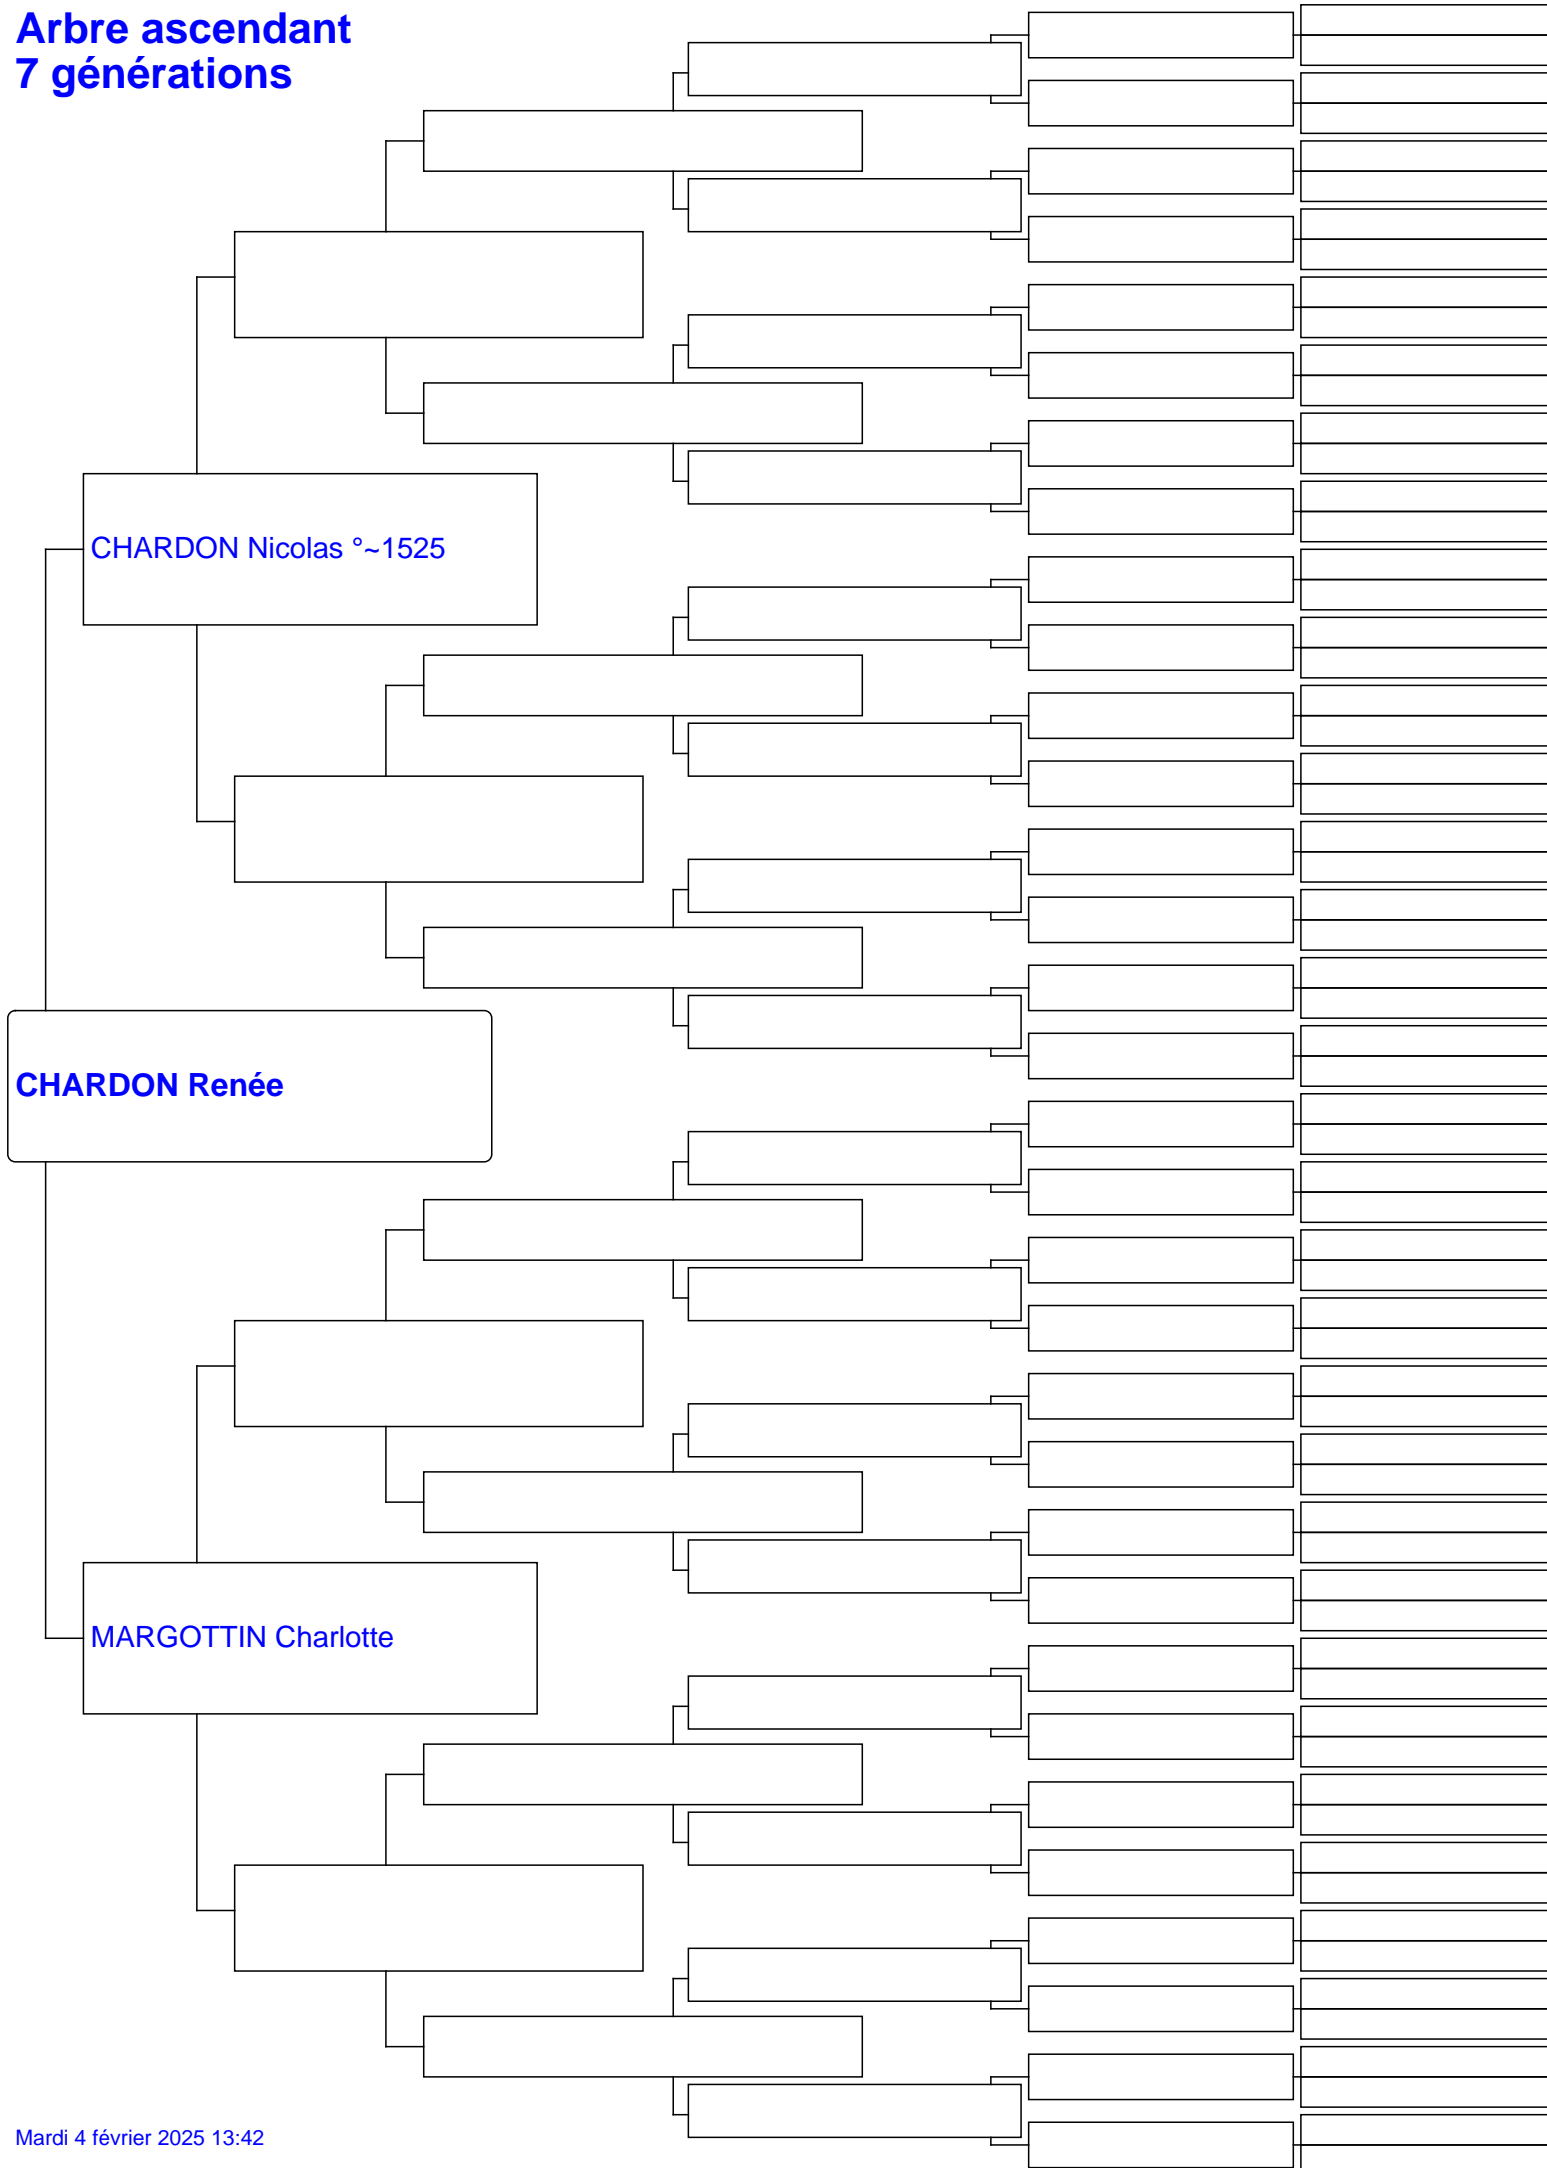 Arbre ascendant
7 générations
CHARDON Nicolas °~1525
CHARDON Renée
MARGOTTIN Charlotte
Mardi 4 février 2025 13:42